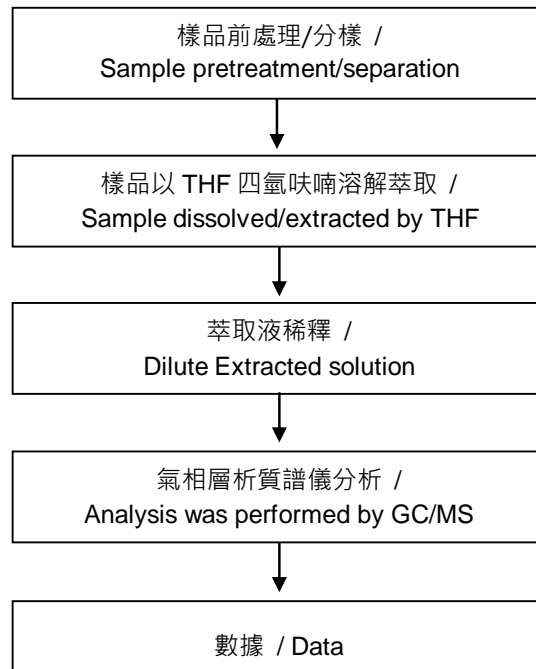 樣品前處理/分樣 /
Sample pretreatment/separation
樣品以 THF 四氫呋喃溶解萃取 /
Sample dissolved/extracted by THF
萃取液稀釋 /
Dilute Extracted solution
氣相層析質譜儀分析 /
Analysis was performed by GC/MS
數據 / Data